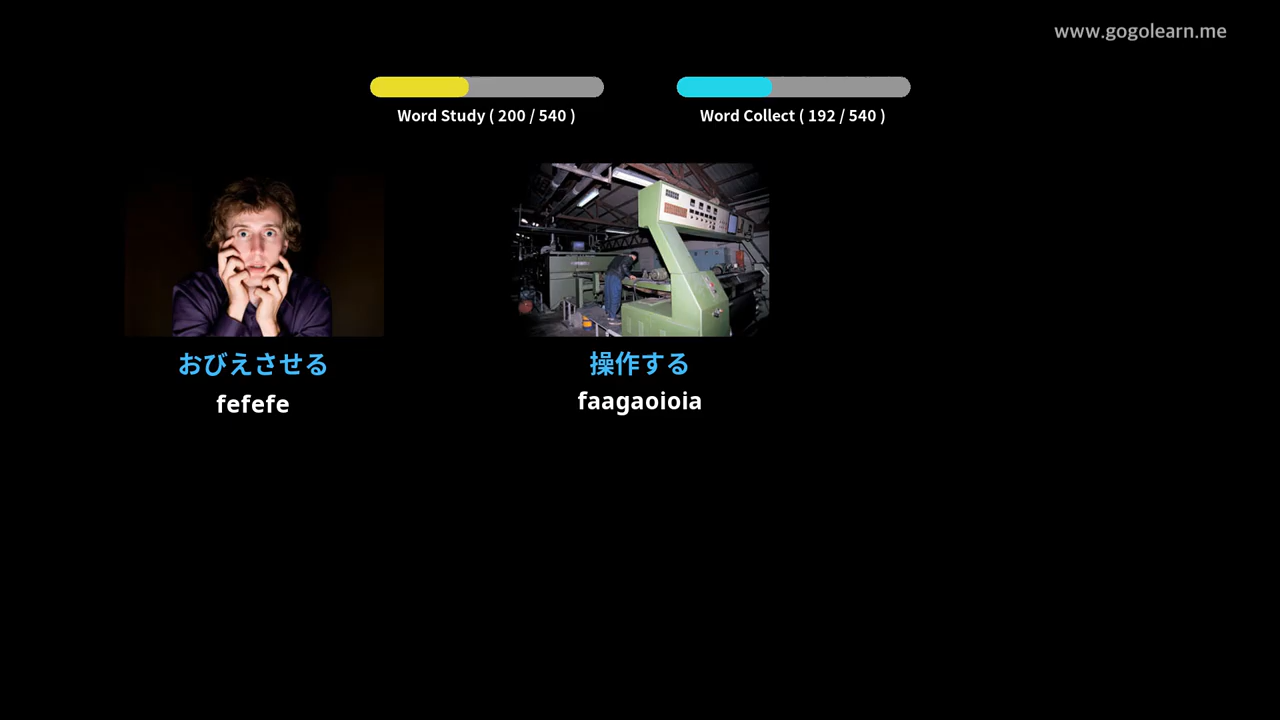 www.gogolearn.me
Word Study ( 200 / 540 )
Word Collect ( 192 / 540 )
おびえさせる
fefefe
操作する
faagaoioia